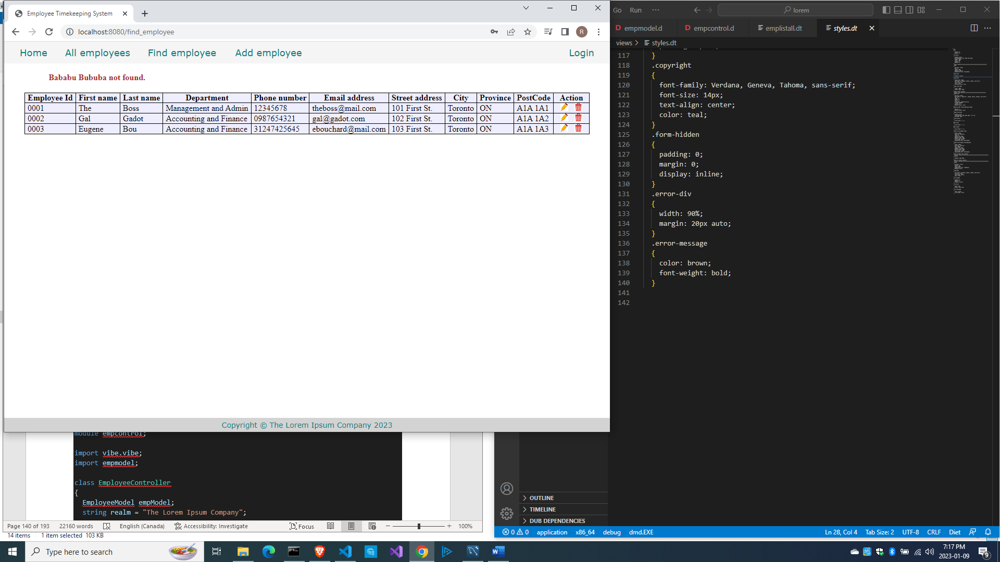 Employee Timekeeping System
localhost:8080/find_employee
R
Home All employees Find employee Add employee Login
Bababu Bububa not found.
Employee Id First name Last name Department Phone number Email address Street address City Province PostCode Action
0001 The Boss Management and Admin 12345678 theboss@mail.com 101 First St. Toronto ON A1A 1A1
0002 Gal Gadot Accounting and Finance 0987654321 gal@gadot.com 102 First St. Toronto ON A1A 1A2
0003 Eugene Bou Accounting and Finance 31247425645 ebouchard@mail.com 103 First St. Toronto ON A1A 1A3
Copyright © The Lorem Ipsum Company 2023
Go Run ··· lorem
D empmodel.d D empcontrol.d emplistall.dt styles.dt
views > styles.dt
117 }
118 .copyright
119 {
120 font-family: Verdana, Geneva, Tahoma, sans-serif;
121 font-size: 14px;
122 text-align: center;
123 color: teal;
124 }
125 .form-hidden
126 {
127 padding: 0;
128 margin: 0;
129 display: inline;
130 }
131 .error-div
132 {
133 width: 90%;
134 margin: 20px auto;
135 }
136 .error-message
137 {
138 color: brown;
139 font-weight: bold;
140 }
141
142
module empcontrol;
import vibe.vibe;
import empmodel;
class EmployeeController
{
EmployeeModel empModel;
string realm = "The Lorem Ipsum Company";
Page 140 of 193 22160 words English (Canada) Accessibility: Investigate Focus 100%
14 items 1 item selected 103 KB
OUTLINE
TIMELINE
DUB DEPENDENCIES
0 0 application x86_64 debug dmd.EXE Ln 28, Col 4 Tab Size: 2 UTF-8 CRLF Diet
Type here to search
7:17 PM
2023-01-09
9